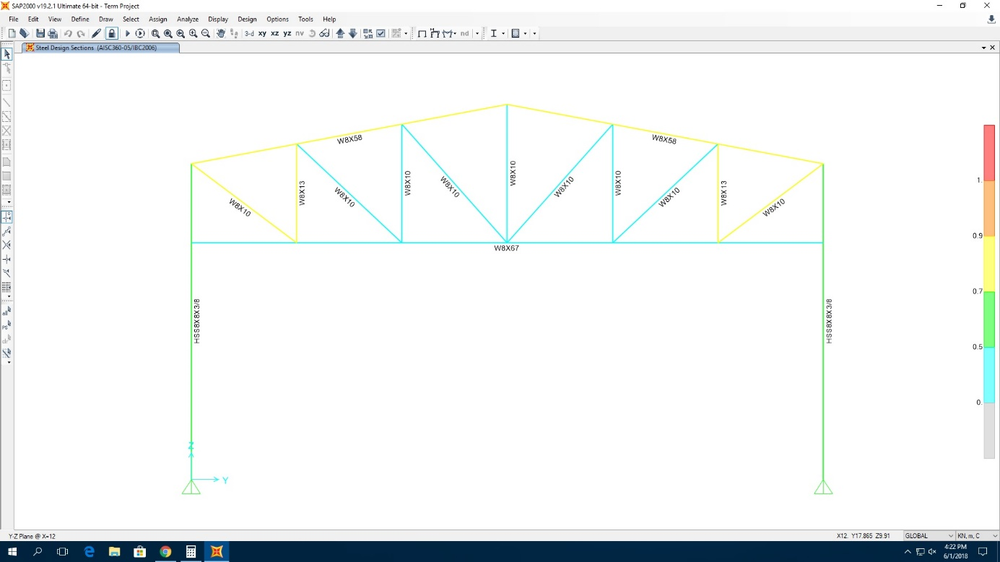 SAP2000 v19.2.1 Ultimate 64-bit - Term Project
File Edit View Define Draw Select Assign Analyze Display Design Options Tools Help
3-d xy xz yz nv nd
Steel Design Sections (AISC360-05/IBC2006)
W8X58
W8X58
W8X10
W8X13
W8X10
W8X10
W8X10
W8X10
W8X10
W8X10
W8X10
W8X13
W8X10
W8X67
HSS8X8X3/8
HSS8X8X3/8
1.
0.9
0.7
0.5
0.
Z
Y
Y-Z Plane @ X=12
X12. Y17.865 Z9.91
GLOBAL
KN, m, C
4:22 PM
6/1/2018